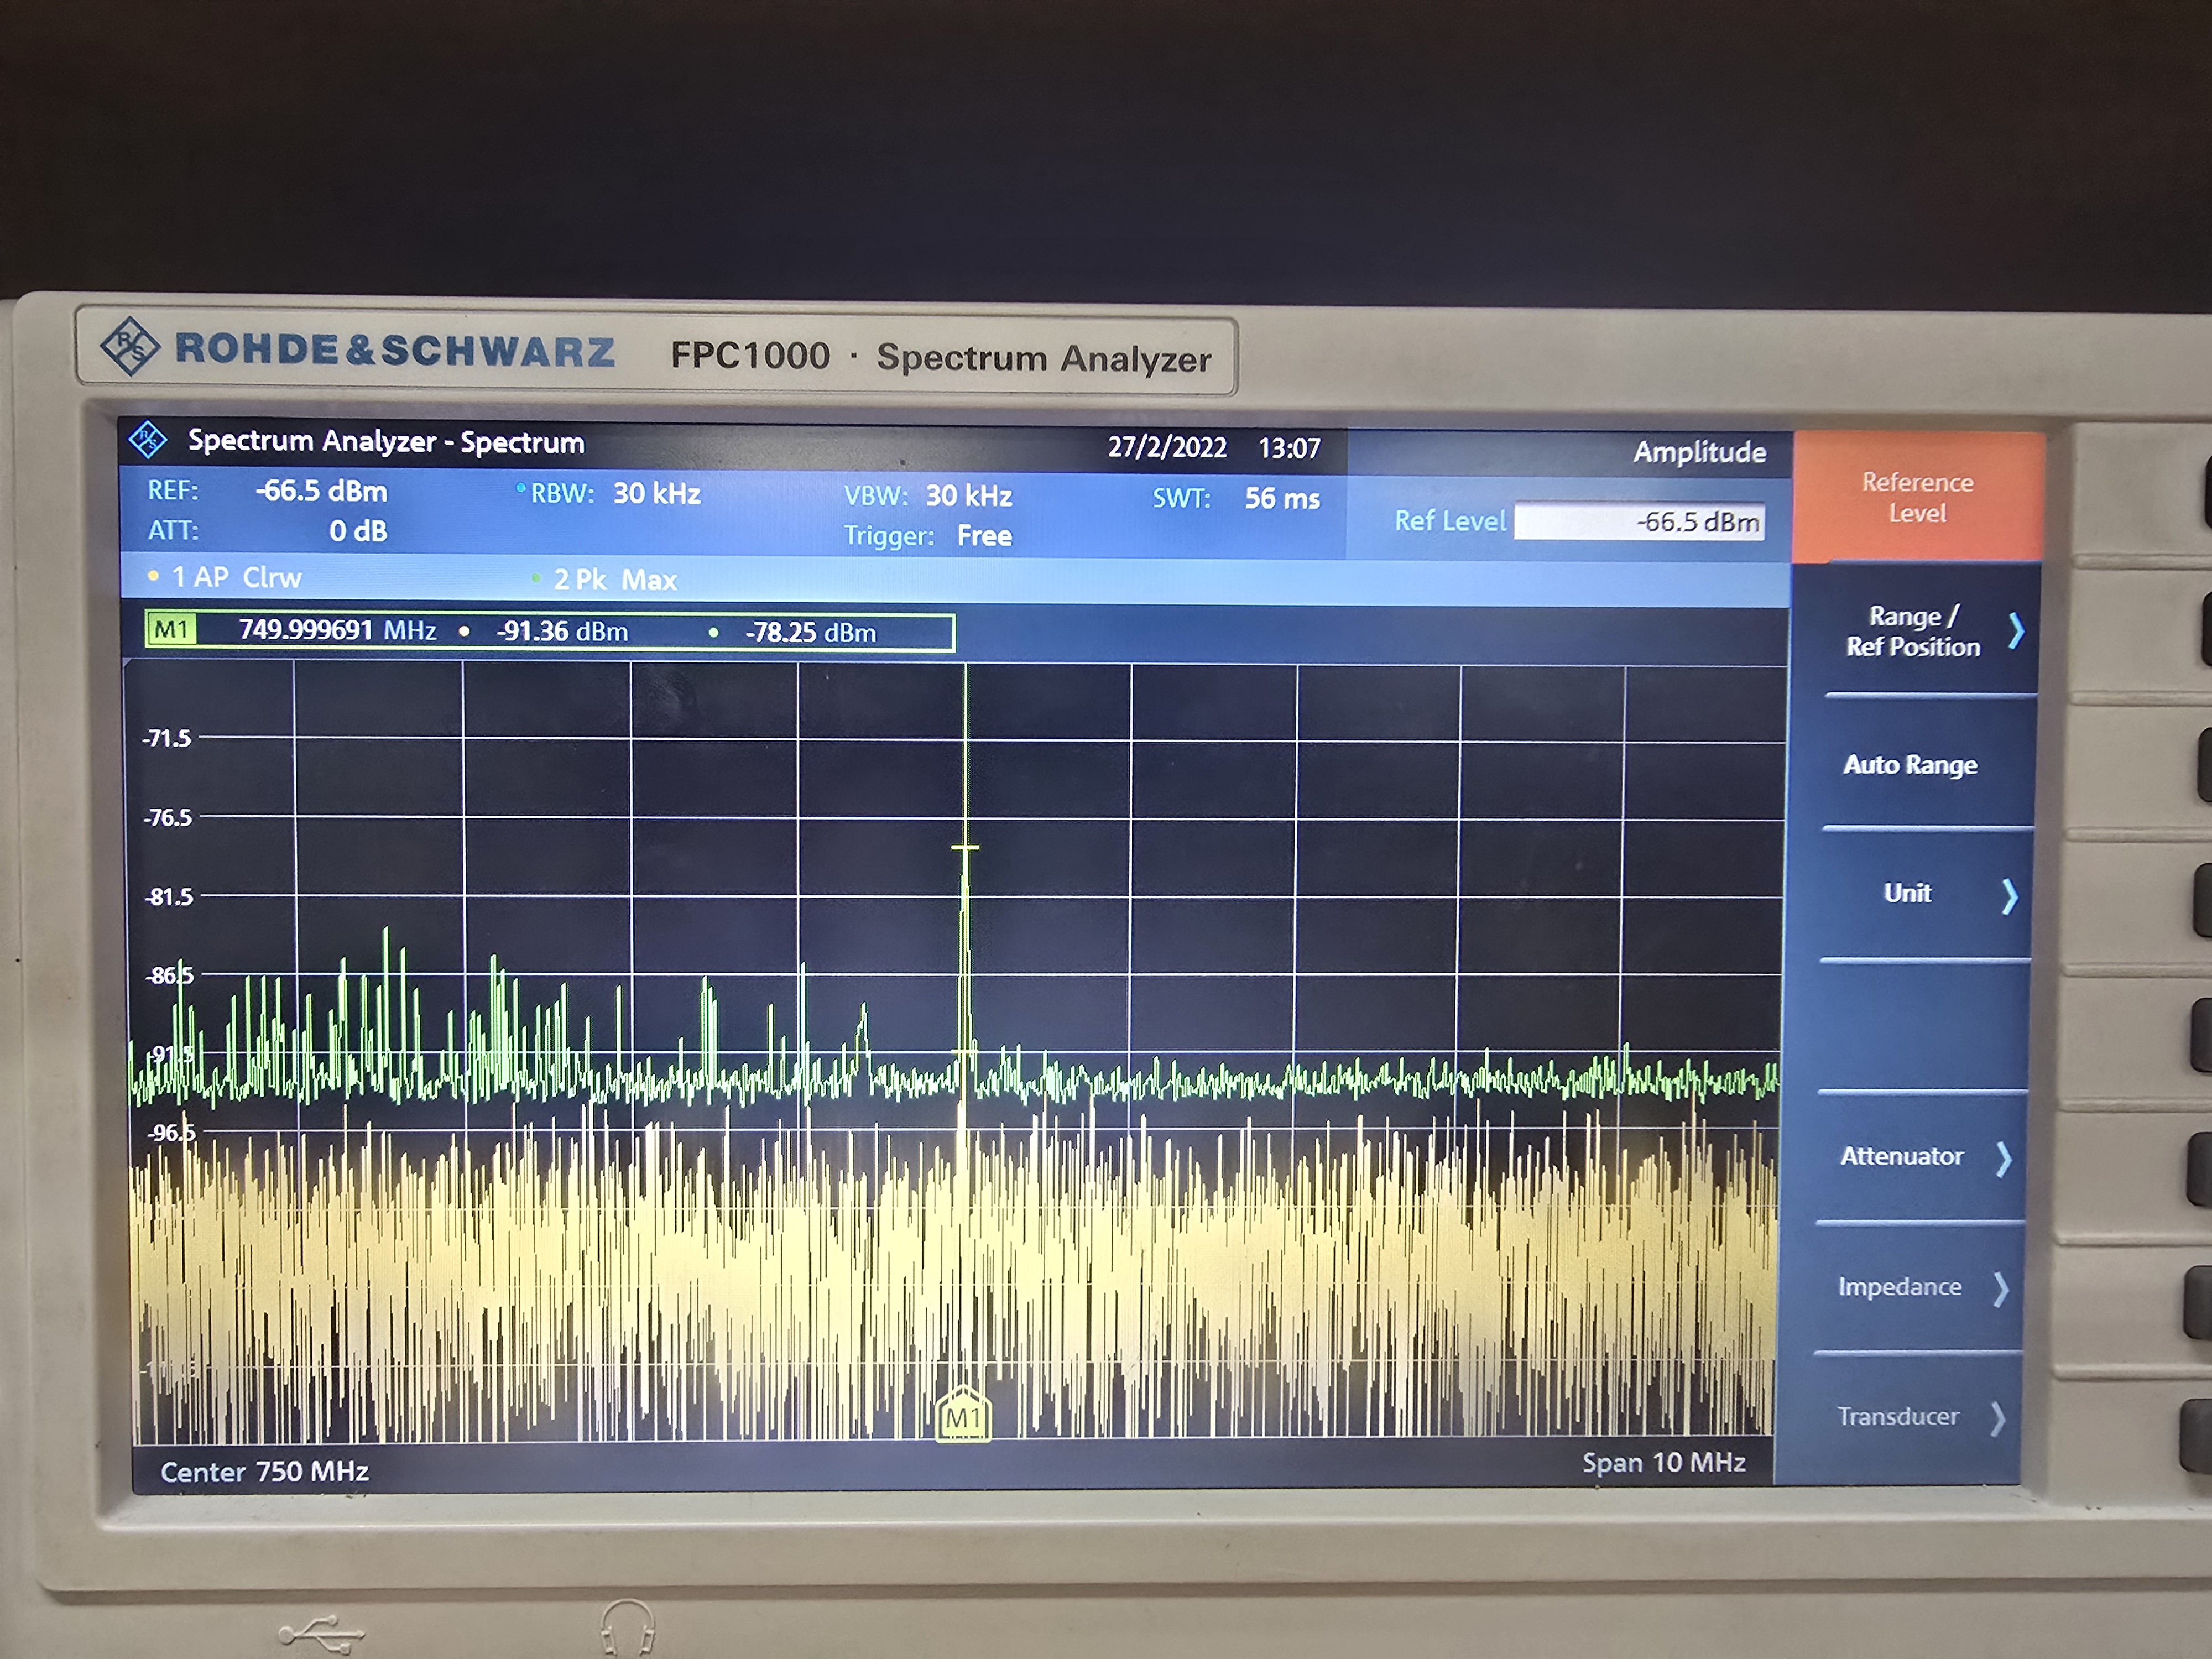 R/S ROHDE&SCHWARZ FPC1000 · Spectrum Analyzer
Spectrum Analyzer - Spectrum 27/2/2022 13:07 Amplitude
REF: -66.5 dBm RBW: 30 kHz VBW: 30 kHz SWT: 56 ms
ATT: 0 dB Trigger: Free
Ref Level -66.5 dBm
1 AP Clrw 2 Pk Max
M1 749.999691 MHz -91.36 dBm -78.25 dBm
-71.5
-76.5
-81.5
-86.5
-91.5
-96.5
M1
Center 750 MHz Span 10 MHz
Reference
Level
Range /
Ref Position
Auto Range
Unit
Attenuator
Impedance
Transducer